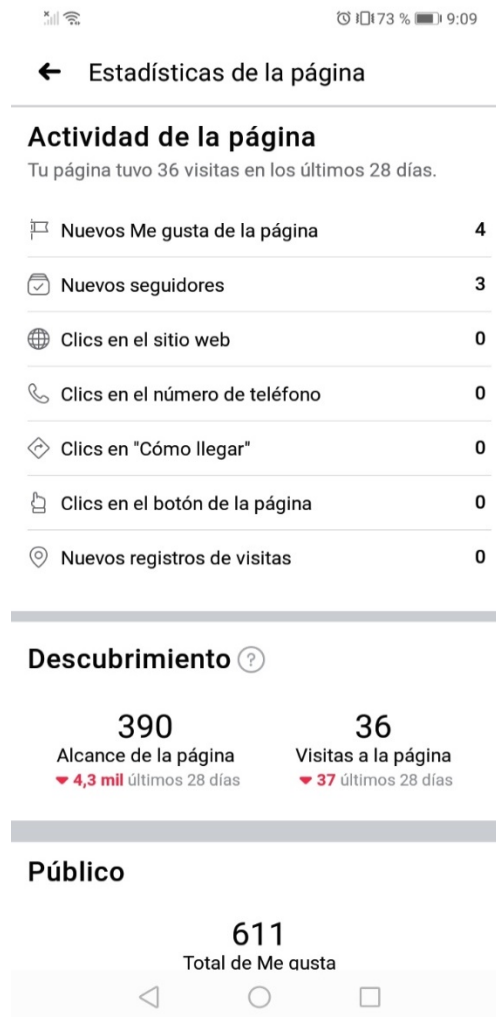 73 % 9:09
Estadísticas de la página
Actividad de la página
Tu página tuvo 36 visitas en los últimos 28 días.
Nuevos Me gusta de la página 4
Nuevos seguidores 3
Clics en el sitio web 0
Clics en el número de teléfono 0
Clics en "Cómo llegar" 0
Clics en el botón de la página 0
Nuevos registros de visitas 0
Descubrimiento ?
390 36
Alcance de la página Visitas a la página
4,3 mil últimos 28 días 37 últimos 28 días
Público
611
Total de Me gusta